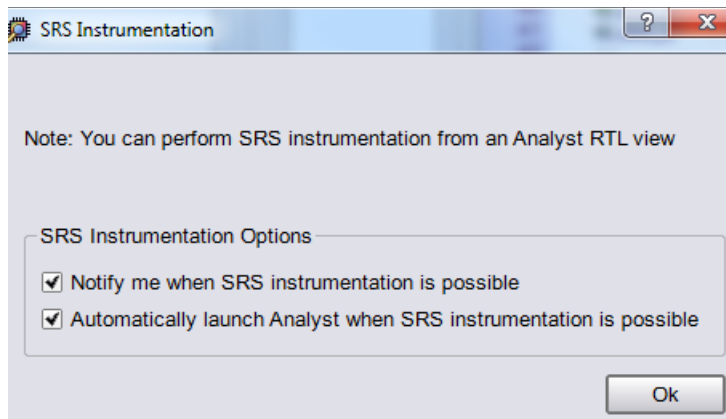 SRS Instrumentation
Note: You can perform SRS instrumentation from an Analyst RTL view
SRS Instrumentation Options
Notify me when SRS instrumentation is possible
Automatically launch Analyst when SRS instrumentation is possible
Ok